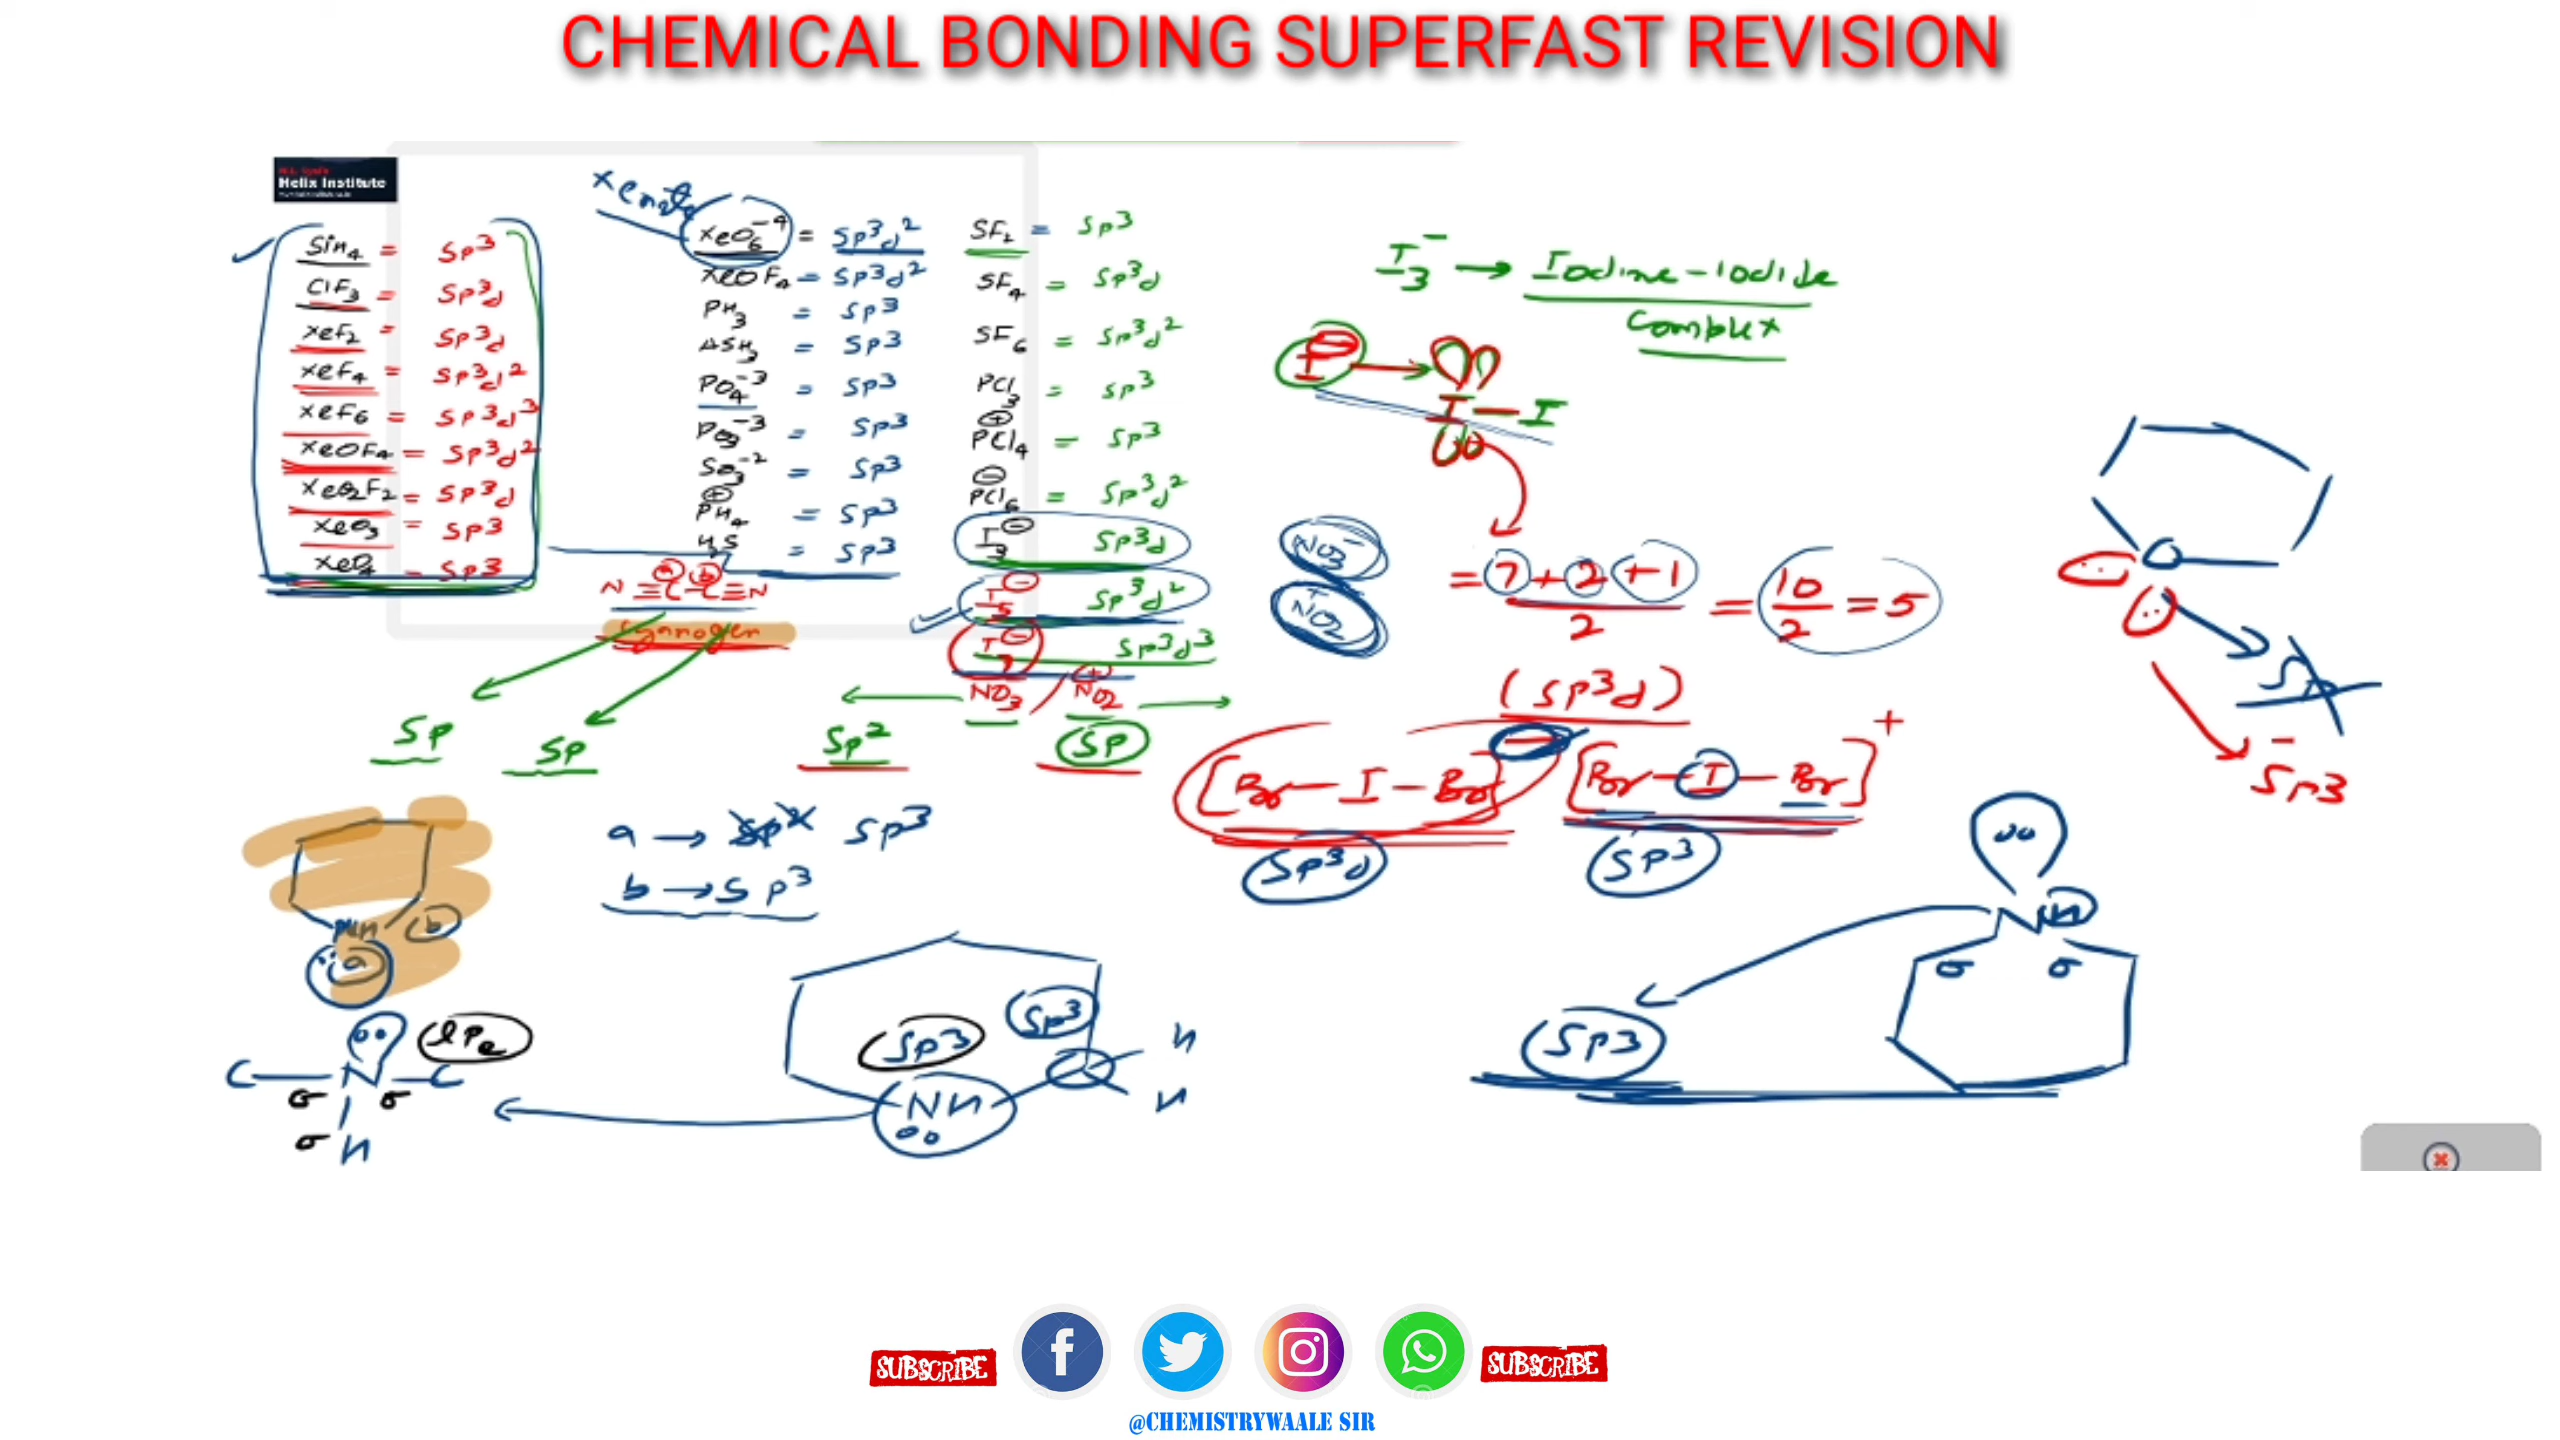 CHEMICAL BONDING SUPERFAST REVISION
Helix Institute
SiH4 = Sp3
ClF3 = Sp3d
XeF2 = Sp3d
XeF4 = Sp3d2
XeF6 = Sp3d3
XeOF4 = Sp3d2
XeO2F2 = Sp3d
XeO3 = Sp3
XeO4 = Sp3
XeO6-4 = Sp3d2
XeOF4 = Sp3d2
PH3 = Sp3
ASH3 = Sp3
PO4-3 = Sp3
PO3-3 = Sp3
SO3-2 = Sp3
PH4+ = Sp3
H2S = Sp3
N≡C-C≡N
a b
Cyanogen
Sp Sp
SF2 = Sp3
SF4 = Sp3d
SF6 = Sp3d2
PCl3 = Sp3
PCl4+ = Sp3
PCl6- = Sp3d2
I3- Sp3d
I5- Sp3d2
I7- Sp3d3
NO3 / NO2+
Sp2 Sp
I3- → Iodine-iodide
Complex
I- → I-I
NO3-
NO2+
= 7+2+1 / 2 = 10/2 = 5
(Sp3d)
[Br-I-Br]- [Br-I-Br]+
Sp3d Sp3
O
Sp
Sp3
a → Sp2 Sp3
b → Sp3
b
a
lPe
C-N-C
σ σ
σ H
Sp3 Sp3
NH H
H
NH
σ σ
Sp3
SUBSCRIBE SUBSCRIBE
@CHEMISTRYWAALE SIR